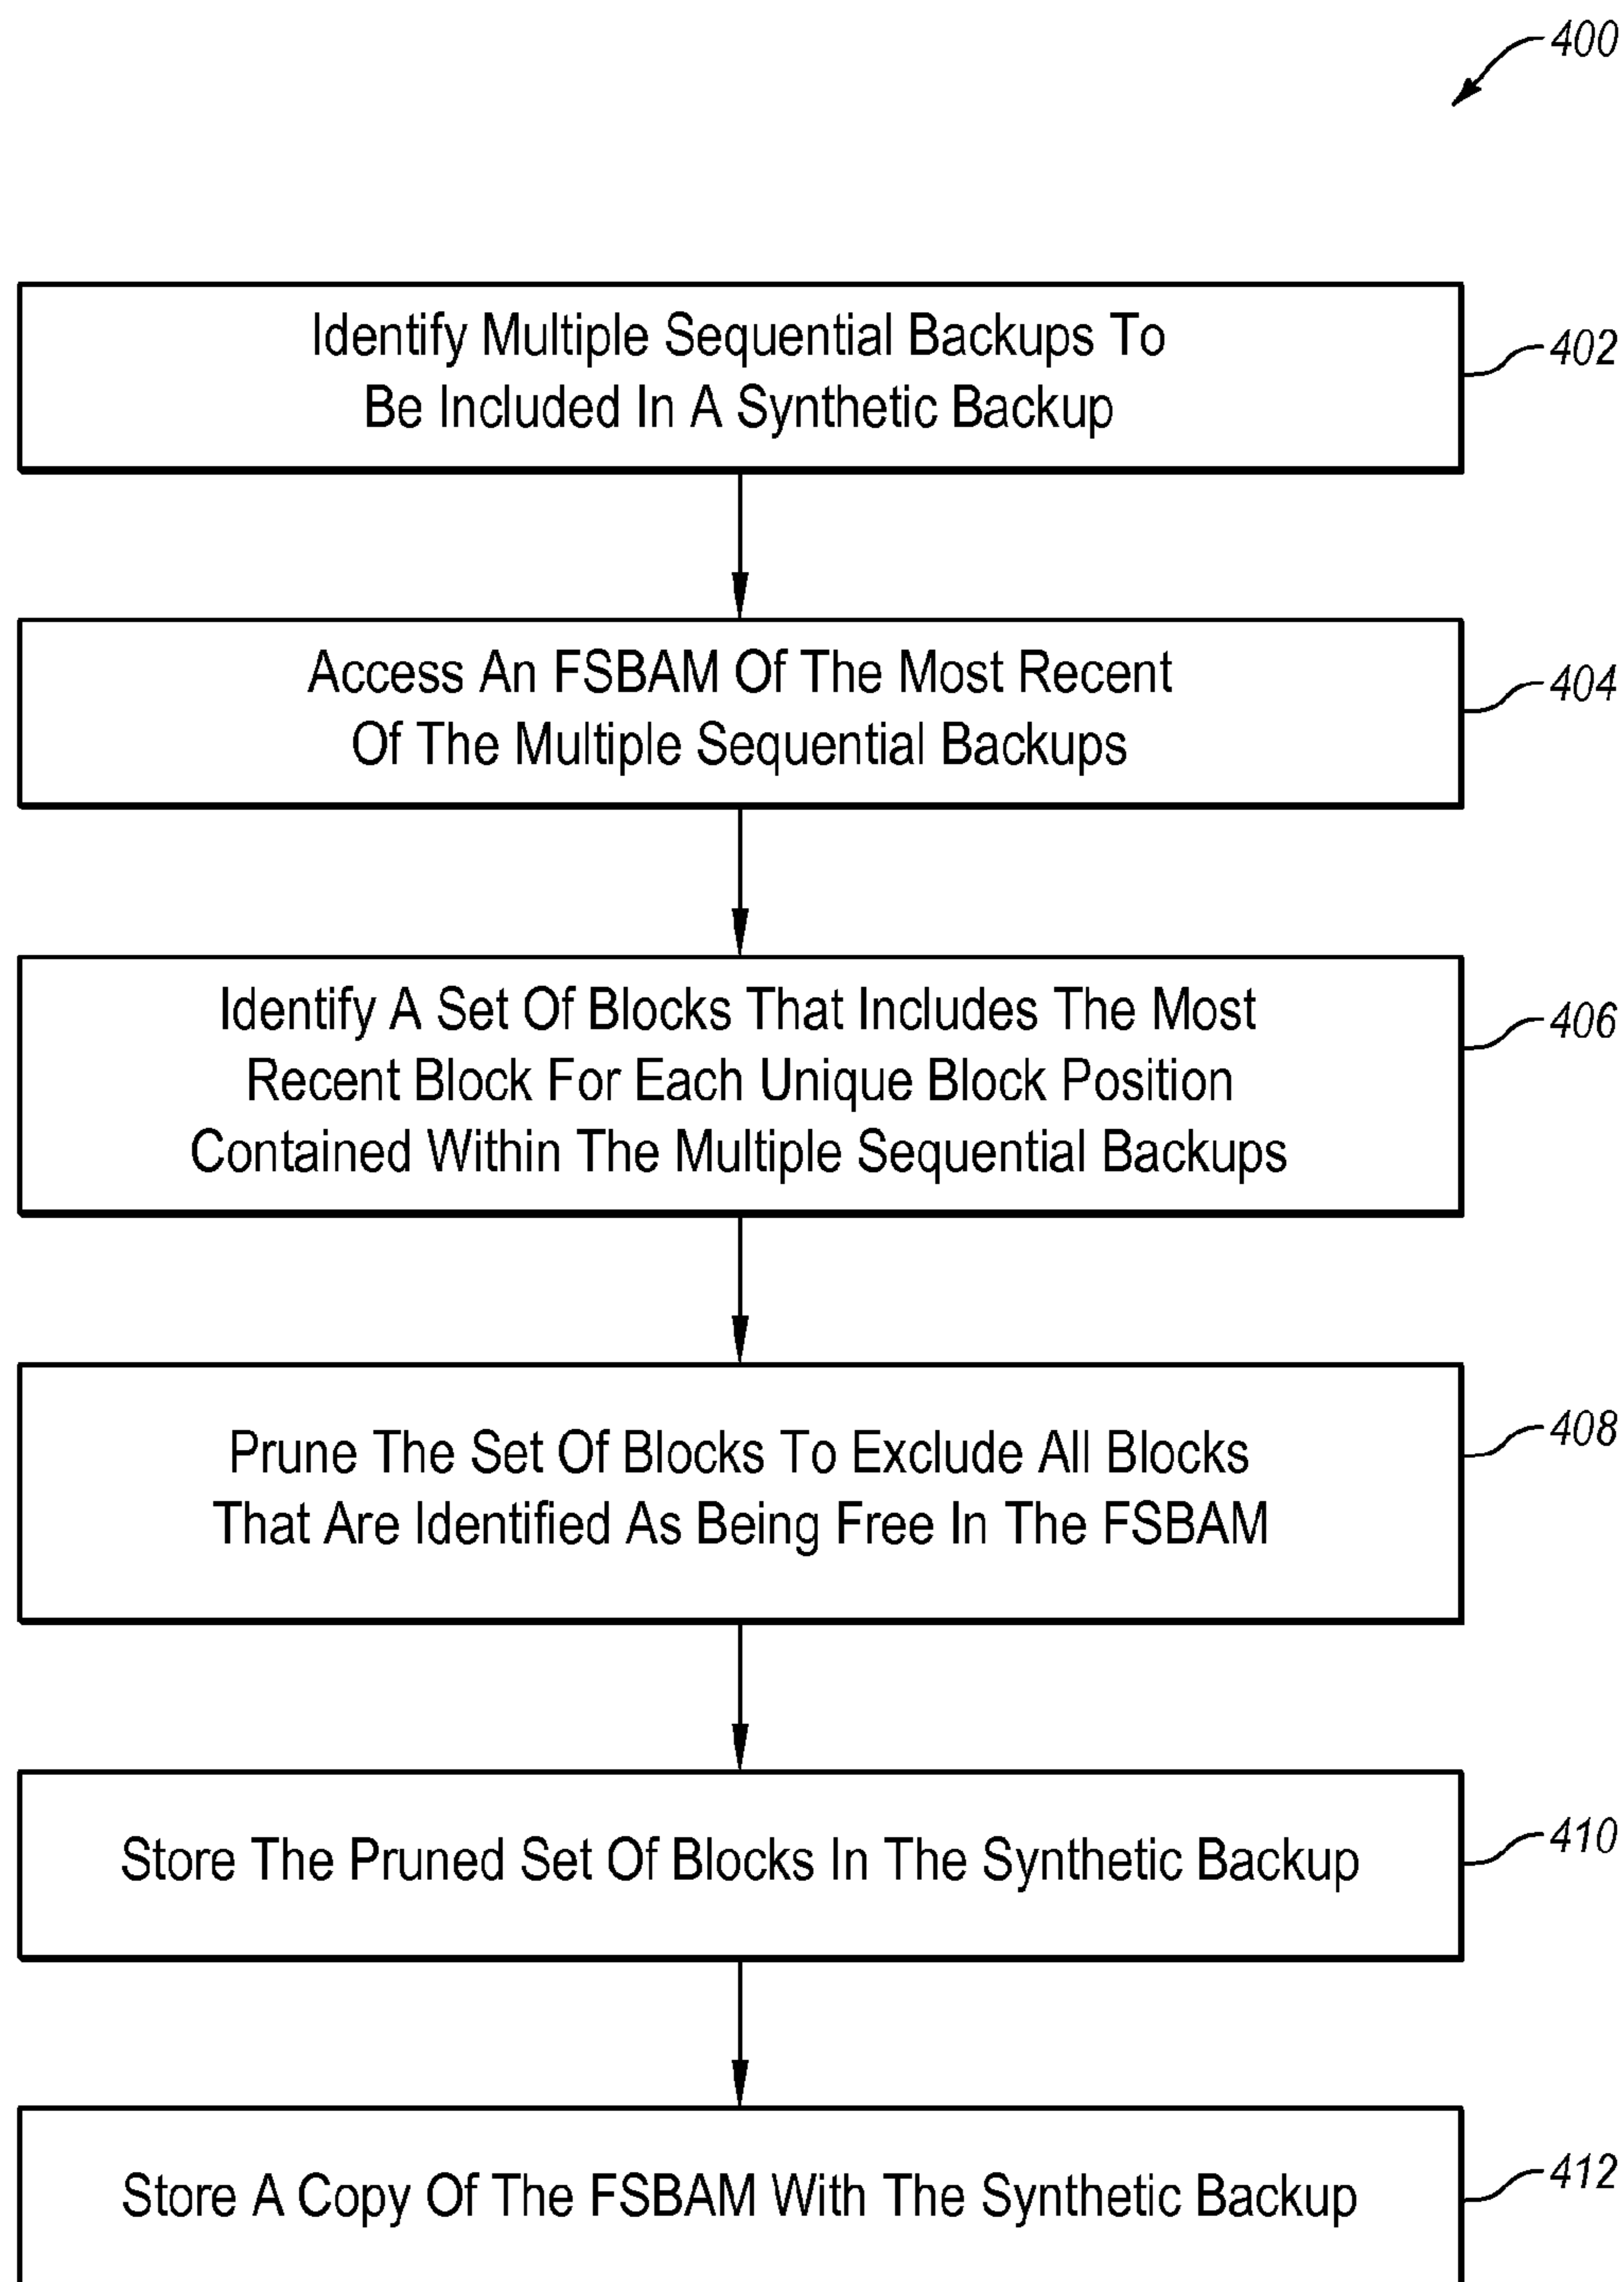 400
Identify Multiple Sequential Backups To
Be Included In A Synthetic Backup
402
Access An FSBAM Of The Most Recent
Of The Multiple Sequential Backups
404
Identify A Set Of Blocks That Includes The Most
Recent Block For Each Unique Block Position
Contained Within The Multiple Sequential Backups
406
Prune The Set Of Blocks To Exclude All Blocks
That Are Identified As Being Free In The FSBAM
408
Store The Pruned Set Of Blocks In The Synthetic Backup
410
Store A Copy Of The FSBAM With The Synthetic Backup
412